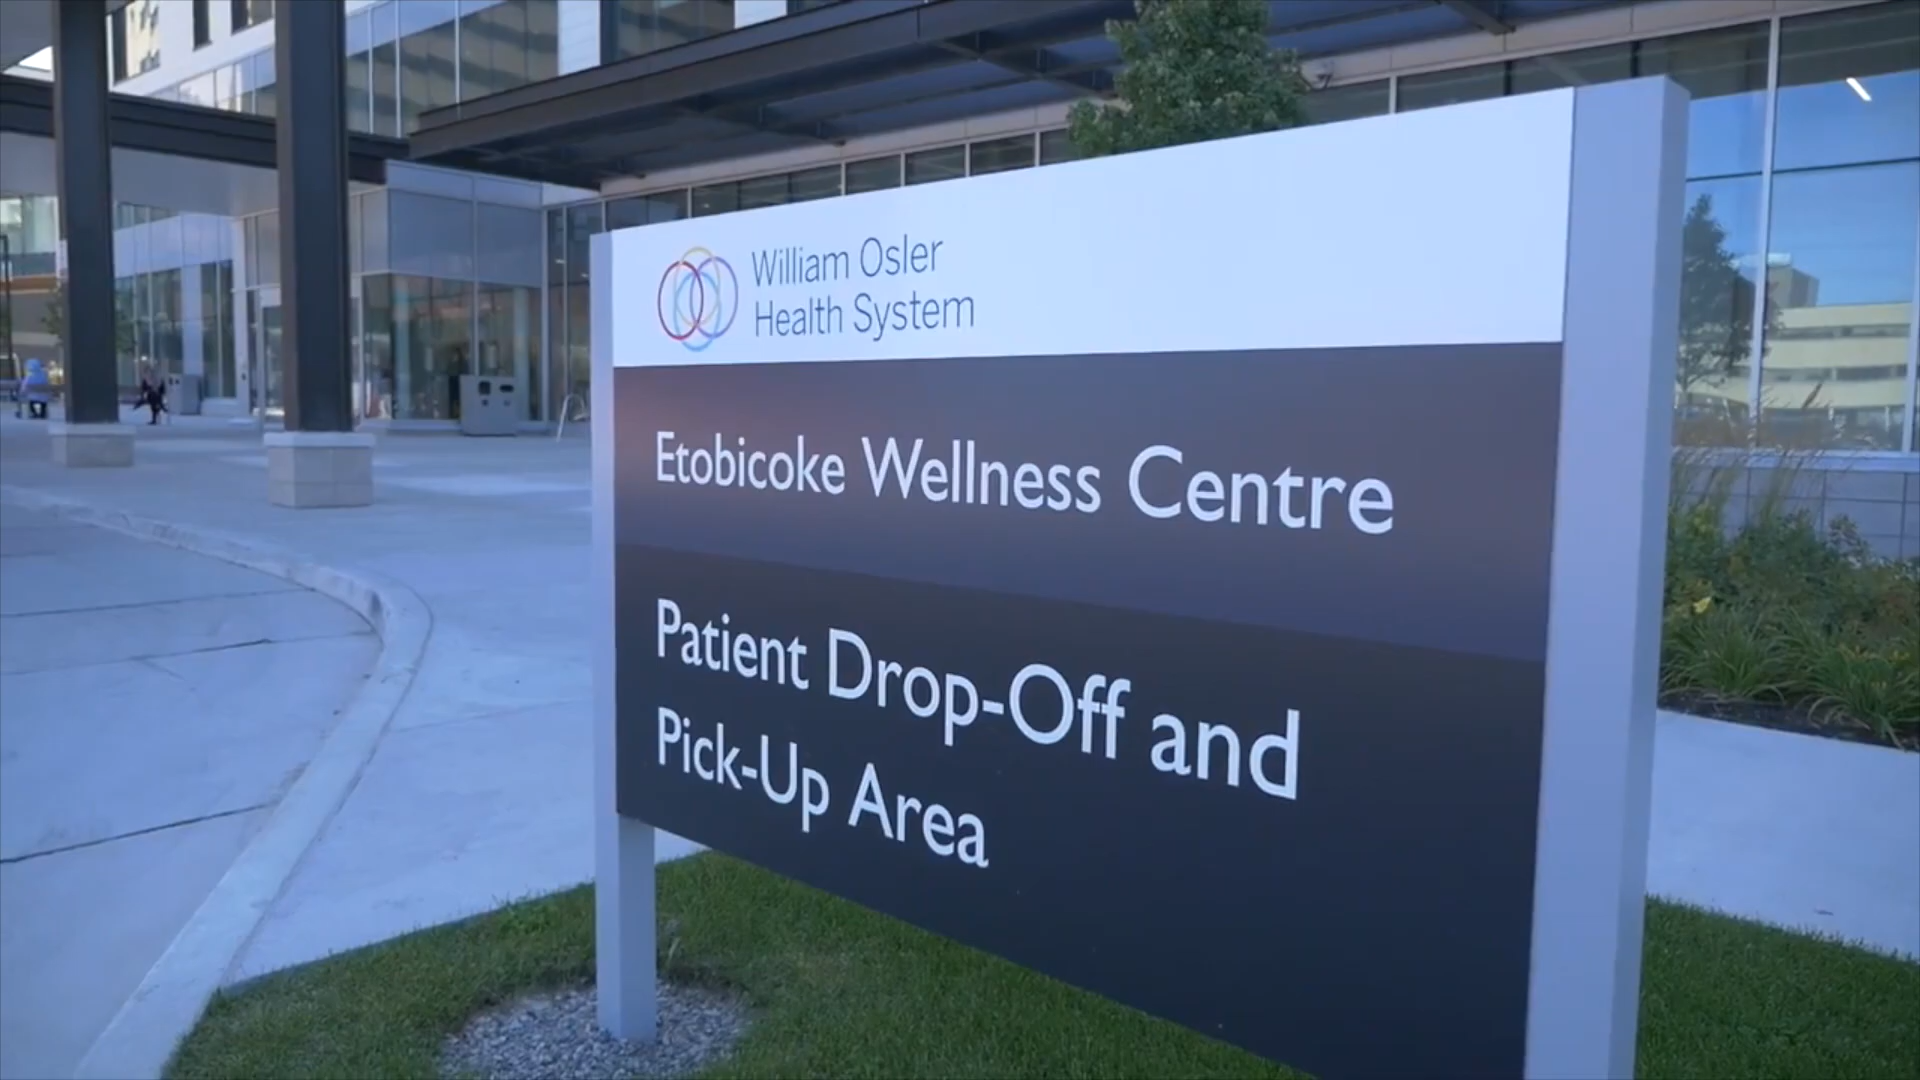 William Osler
Health System
Etobicoke Wellness Centre
Patient Drop-Off and
Pick-Up Area